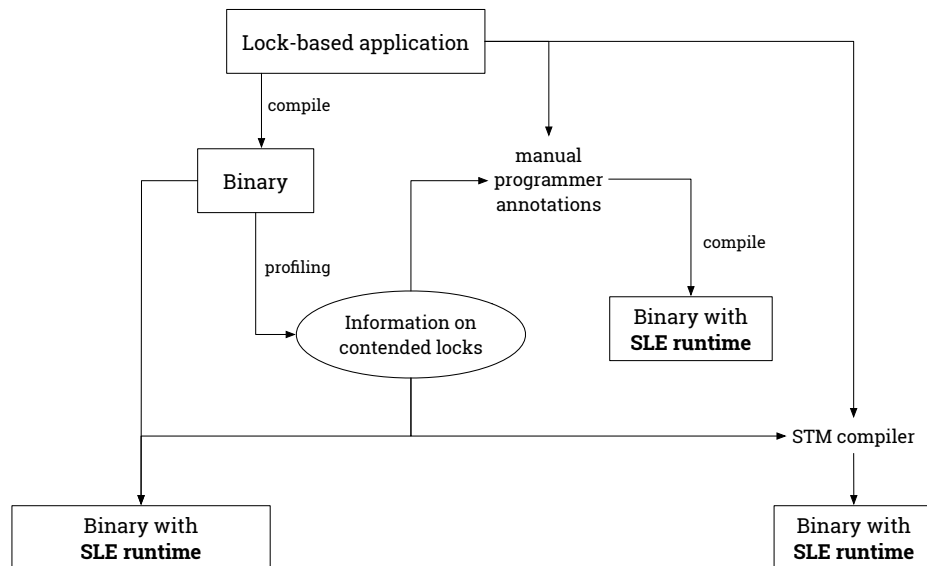 Lock-based application
compile
Binary
manual
programmer
annotations
profiling
compile
Information on
contended locks
Binary with
SLE runtime
STM compiler
Binary with
SLE runtime
Binary with
SLE runtime